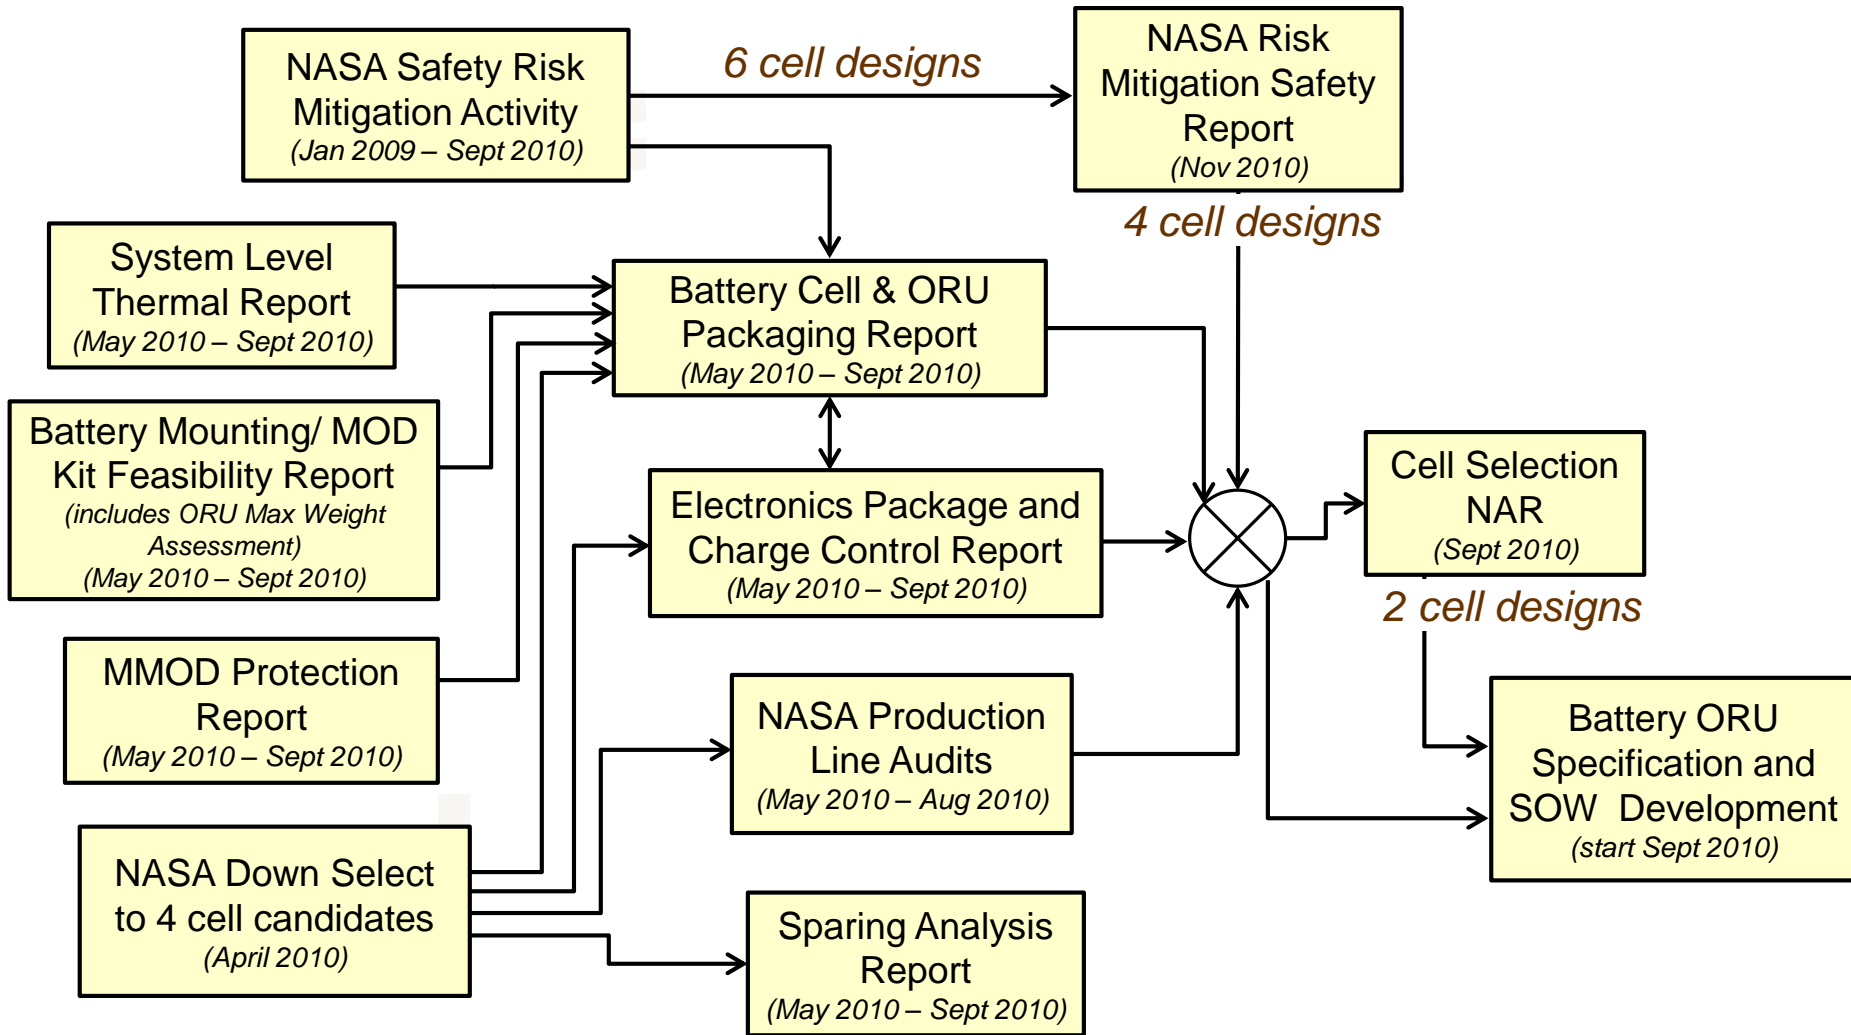 NASA Safety Risk
Mitigation Activity
(Jan 2009 – Sept 2010)
6 cell designs
NASA Risk
Mitigation Safety
Report
(Nov 2010)
4 cell designs
System Level
Thermal Report
(May 2010 – Sept 2010)
Battery Cell & ORU
Packaging Report
(May 2010 – Sept 2010)
Battery Mounting/ MOD
Kit Feasibility Report
(includes ORU Max Weight
Assessment)
(May 2010 – Sept 2010)
Electronics Package and
Charge Control Report
(May 2010 – Sept 2010)
Cell Selection
NAR
(Sept 2010)
2 cell designs
MMOD Protection
Report
(May 2010 – Sept 2010)
NASA Production
Line Audits
(May 2010 – Aug 2010)
Battery ORU
Specification and
SOW Development
(start Sept 2010)
NASA Down Select
to 4 cell candidates
(April 2010)
Sparing Analysis
Report
(May 2010 – Sept 2010)